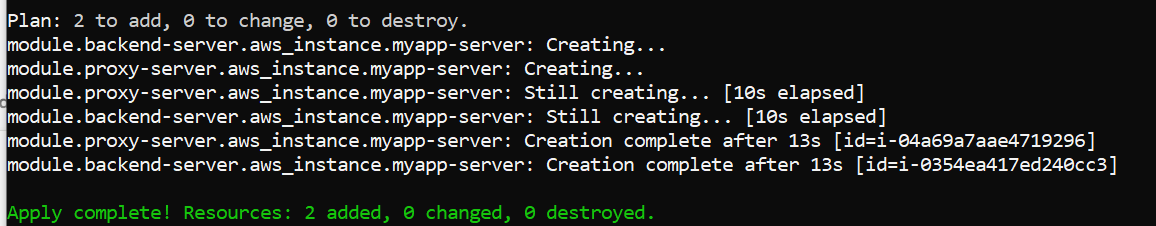 Plan: 2 to add, 0 to change, 0 to destroy.
module.backend-server.aws_instance.myapp-server: Creating...
module.proxy-server.aws_instance.myapp-server: Creating...
module.proxy-server.aws_instance.myapp-server: Still creating... [10s elapsed]
module.backend-server.aws_instance.myapp-server: Still creating... [10s elapsed]
module.proxy-server.aws_instance.myapp-server: Creation complete after 13s [id=i-04a69a7aae4719296]
module.backend-server.aws_instance.myapp-server: Creation complete after 13s [id=i-0354ea417ed240cc3]
Apply complete! Resources: 2 added, 0 changed, 0 destroyed.